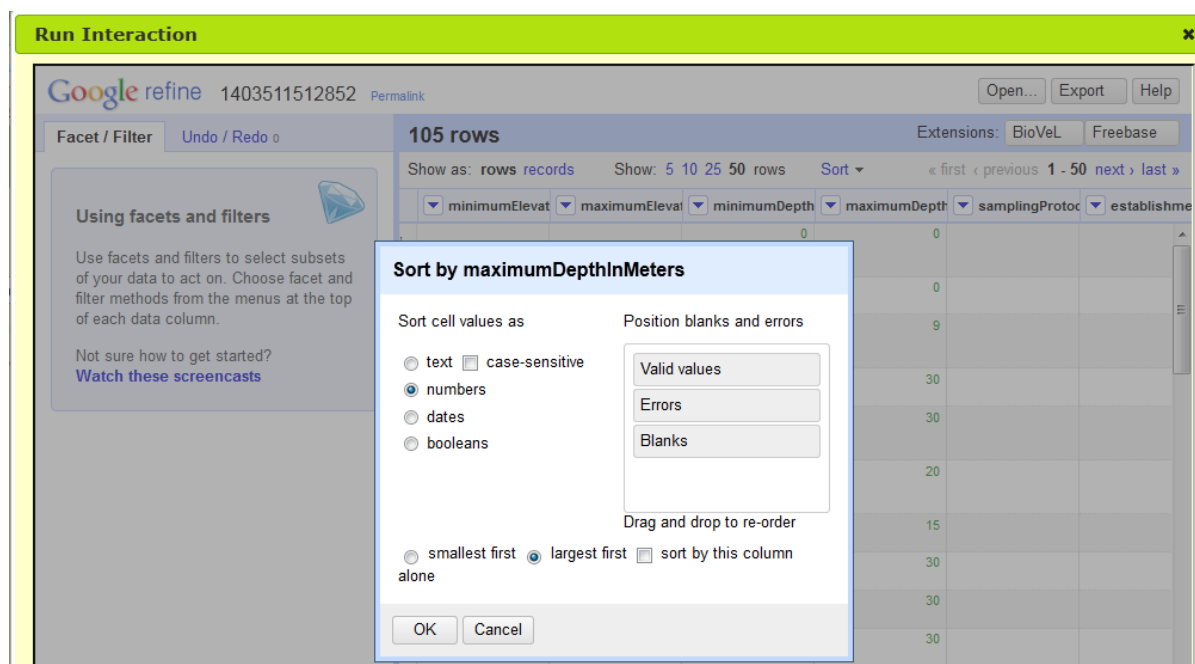 Run Interaction
Google refine 1403511512852 Permalink
Open... Export Help
Facet / Filter Undo / Redo 0
105 rows
Extensions: BioVeL Freebase
Show as: rows records Show: 5 10 25 50 rows Sort « first ‹ previous 1 - 50 next › last »
minimumElevat maximumElevat minimumDepth maximumDepth samplingProtoc establishme
Using facets and filters
Use facets and filters to select subsets
of your data to act on. Choose facet and
filter methods from the menus at the top
of each data column.
Not sure how to get started?
Watch these screencasts
0 0
0
9
30
30
20
15
30
30
30
Sort by maximumDepthInMeters
Sort cell values as
text case-sensitive
numbers
dates
booleans
Position blanks and errors
Valid values
Errors
Blanks
Drag and drop to re-order
smallest first largest first sort by this column
alone
OK Cancel